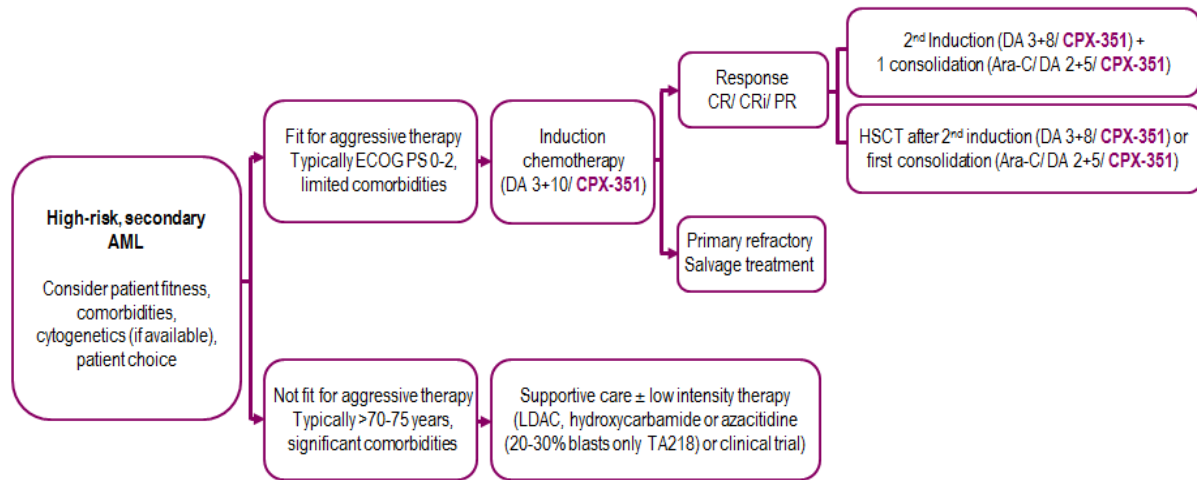 High-risk, secondary
AML
Consider patient fitness,
comorbidities,
cytogenetics (if available),
patient choice
Fit for aggressive therapy
Typically ECOG PS 0-2,
limited comorbidities
Induction
chemotherapy
(DA 3+10/ CPX-351)
Response
CR/ CRi/ PR
2nd Induction (DA 3+8/ CPX-351) +
1 consolidation (Ara-C/ DA 2+5/ CPX-351)
HSCT after 2nd induction (DA 3+8/ CPX-351) or
first consolidation (Ara-C/ DA 2+5/ CPX-351)
Primary refractory
Salvage treatment
Not fit for aggressive therapy
Typically >70-75 years,
significant comorbidities
Supportive care ± low intensity therapy
(LDAC, hydroxycarbamide or azacitidine
(20-30% blasts only TA218) or clinical trial)